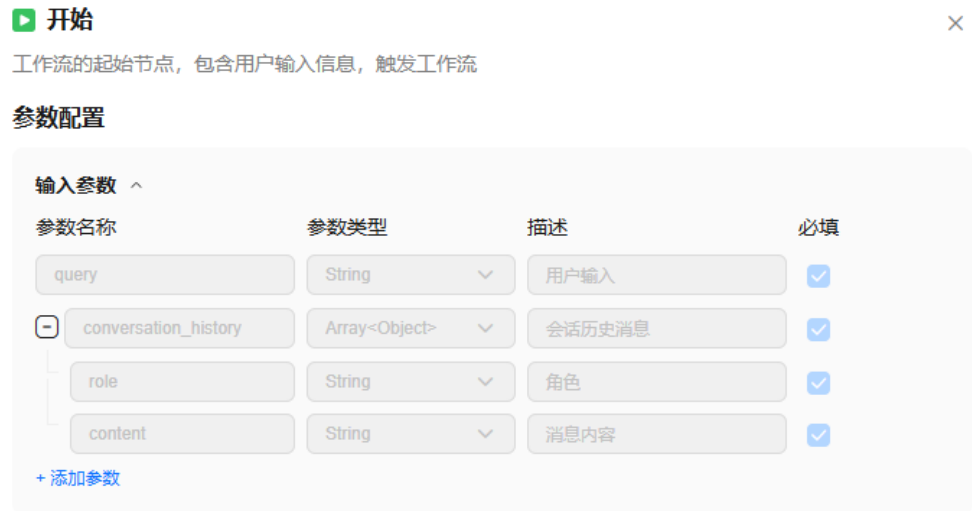 开始
工作流的起始节点，包含用户输入信息，触发工作流
参数配置
输入参数
参数名称 参数类型 描述 必填
query String 用户输入
conversation_history Array<Object> 会话历史消息
role String 角色
content String 消息内容
+ 添加参数